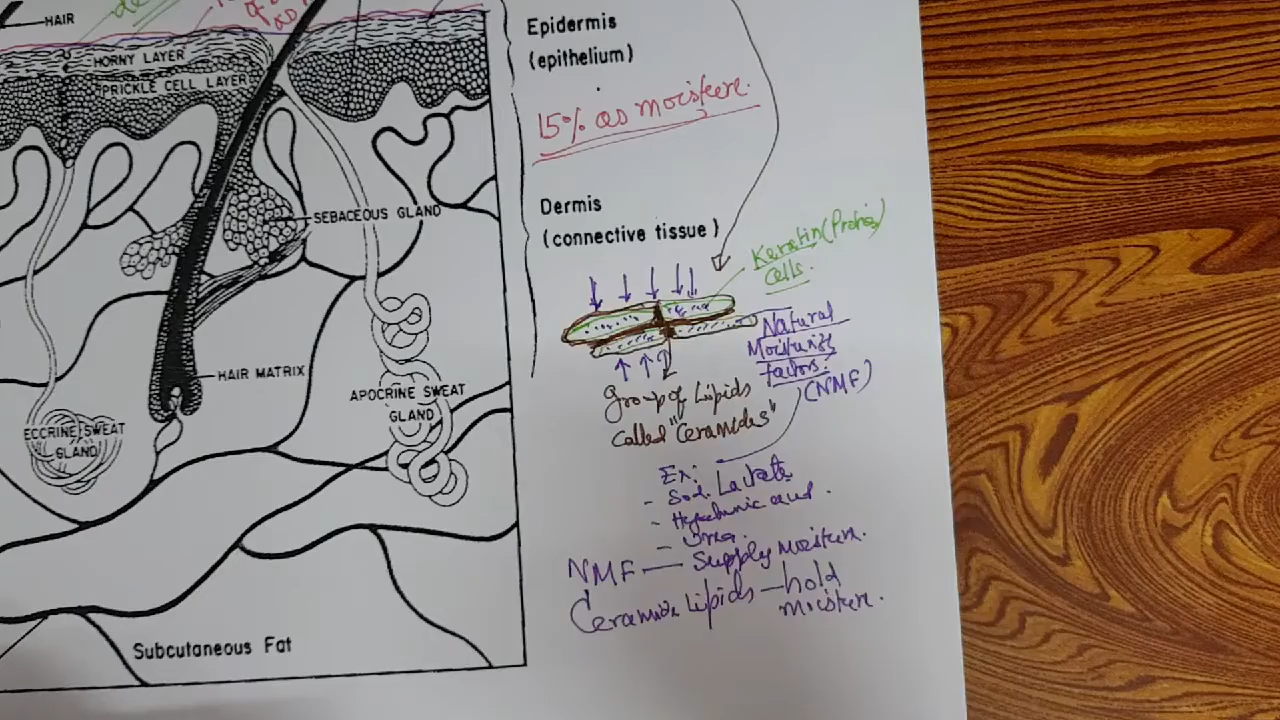 HAIR
HORNY LAYER
PRICKLE CELL LAYER
SEBACEOUS GLAND
HAIR MATRIX
APOCRINE SWEAT
GLAND
ECCRINE SWEAT
GLAND
Subcutaneous Fat
Epidermis
(epithelium)
15% as moisture.
Dermis
(connective tissue)
Keratin (Protein)
Cells.
Natural
Moisturising
factors.
(NMF)
Group of Lipids
Called "Ceramides"
Ex:
- Sod. Lactate
- acid.
- Urea.
NMF — Supply moisture.
Ceramide Lipids — hold
moisture.